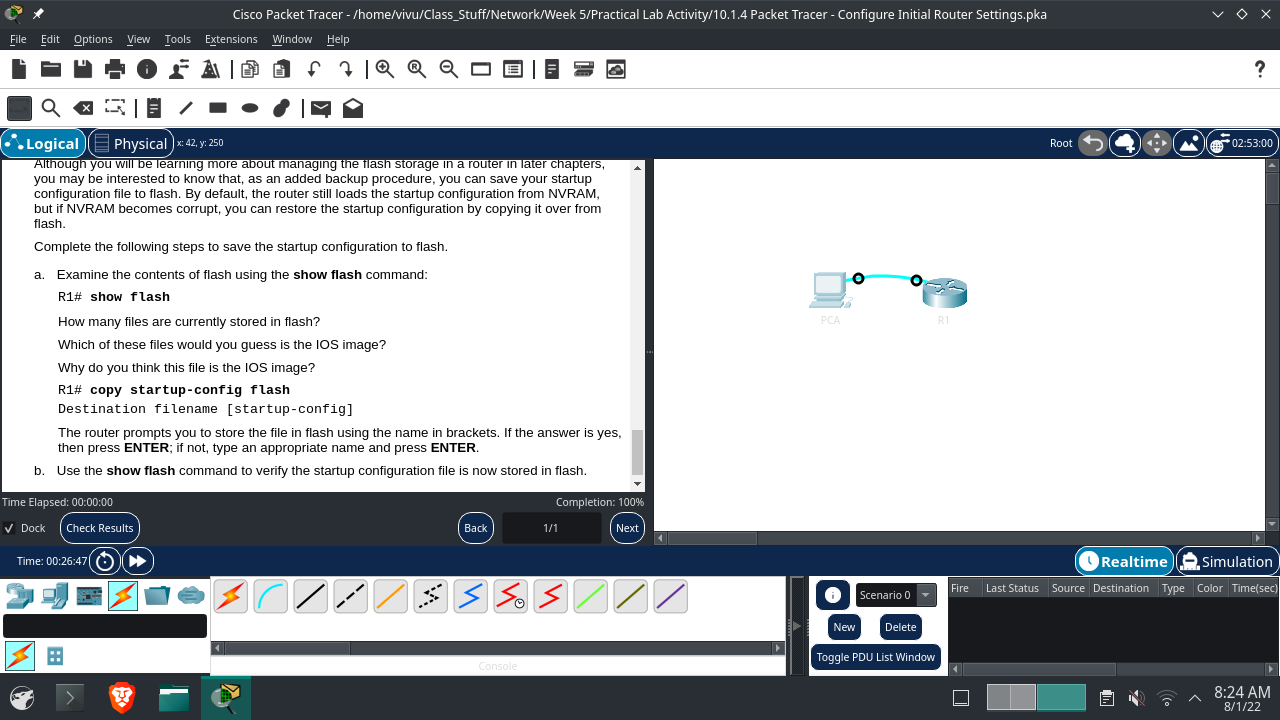 Cisco Packet Tracer - /home/vivu/Class_Stuff/Network/Week 5/Practical Lab Activity/10.1.4 Packet Tracer - Configure Initial Router Settings.pka
File Edit Options View Tools Extensions Window Help
?
Logical Physical x: 42, y: 250 Root 02:53:00
Although you will be learning more about managing the flash storage in a router in later chapters,
you may be interested to know that, as an added backup procedure, you can save your startup
configuration file to flash. By default, the router still loads the startup configuration from NVRAM,
but if NVRAM becomes corrupt, you can restore the startup configuration by copying it over from
flash.
Complete the following steps to save the startup configuration to flash.
a. Examine the contents of flash using the show flash command:
R1# show flash
How many files are currently stored in flash?
Which of these files would you guess is the IOS image?
Why do you think this file is the IOS image?
R1# copy startup-config flash
Destination filename [startup-config]
The router prompts you to store the file in flash using the name in brackets. If the answer is yes,
then press ENTER; if not, type an appropriate name and press ENTER.
b. Use the show flash command to verify the startup configuration file is now stored in flash.
PCA R1
Time Elapsed: 00:00:00 Completion: 100%
Dock Check Results Back 1/1 Next
Time: 00:26:47 Realtime Simulation
Scenario 0
New Delete
Toggle PDU List Window
Fire Last Status Source Destination Type Color Time(sec)
Console
8:24 AM
8/1/22